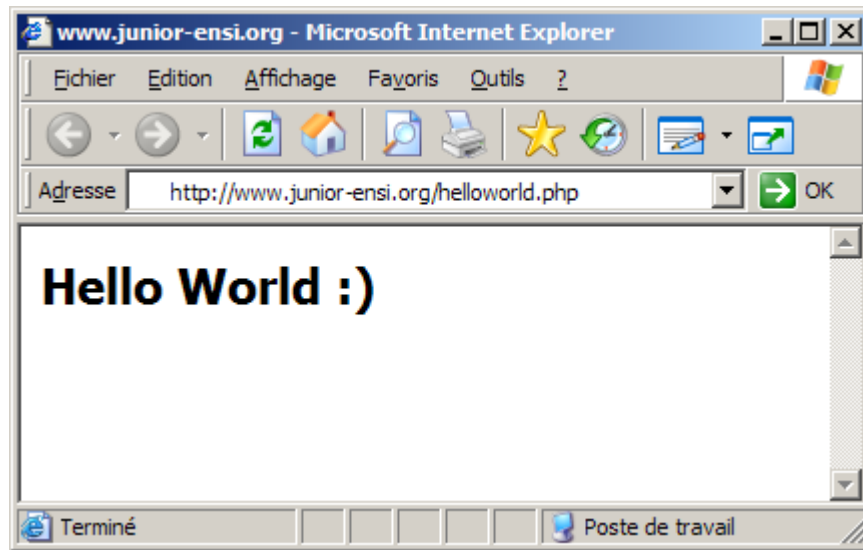 www.junior-ensi.org - Microsoft Internet Explorer
Fichier Edition Affichage Favoris Outils ?
Adresse http://www.junior-ensi.org/helloworld.php OK
Hello World :)
Terminé Poste de travail